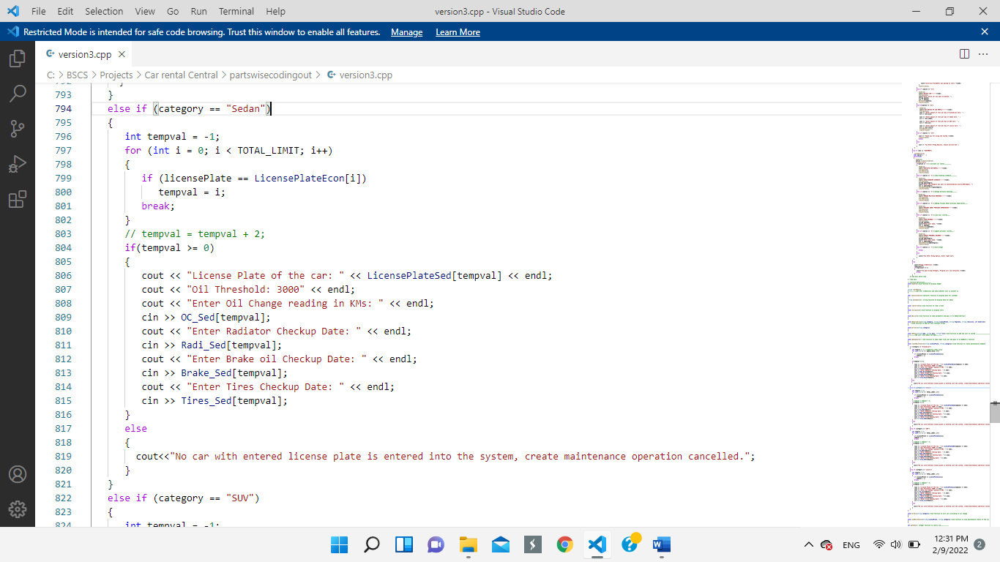 File Edit Selection View Go Run Terminal Help version3.cpp - Visual Studio Code
Restricted Mode is intended for safe code browsing. Trust this window to enable all features. Manage Learn More
version3.cpp
C: > BSCS > Projects > Car rental Central > partswisecodingout > version3.cpp
792 }
793 }
794 else if (category == "Sedan")
795 {
796 int tempval = -1;
797 for (int i = 0; i < TOTAL_LIMIT; i++)
798 {
799 if (licensePlate == LicensePlateEcon[i])
800 tempval = i;
801 break;
802 }
803 // tempval = tempval + 2;
804 if(tempval >= 0)
805 {
806 cout << "License Plate of the car: " << LicensePlateSed[tempval] << endl;
807 cout << "Oil Threshold: 3000" << endl;
808 cout << "Enter Oil Change reading in KMs: " << endl;
809 cin >> OC_Sed[tempval];
810 cout << "Enter Radiator Checkup Date: " << endl;
811 cin >> Radi_Sed[tempval];
812 cout << "Enter Brake oil Checkup Date: " << endl;
813 cin >> Brake_Sed[tempval];
814 cout << "Enter Tires Checkup Date: " << endl;
815 cin >> Tires_Sed[tempval];
816 }
817 else
818 {
819 cout<<"No car with entered license plate is entered into the system, create maintenance operation cancelled.";
820 }
821 }
822 else if (category == "SUV")
823 {
824 int tempval = -1;
ENG 12:31 PM
2/9/2022 2